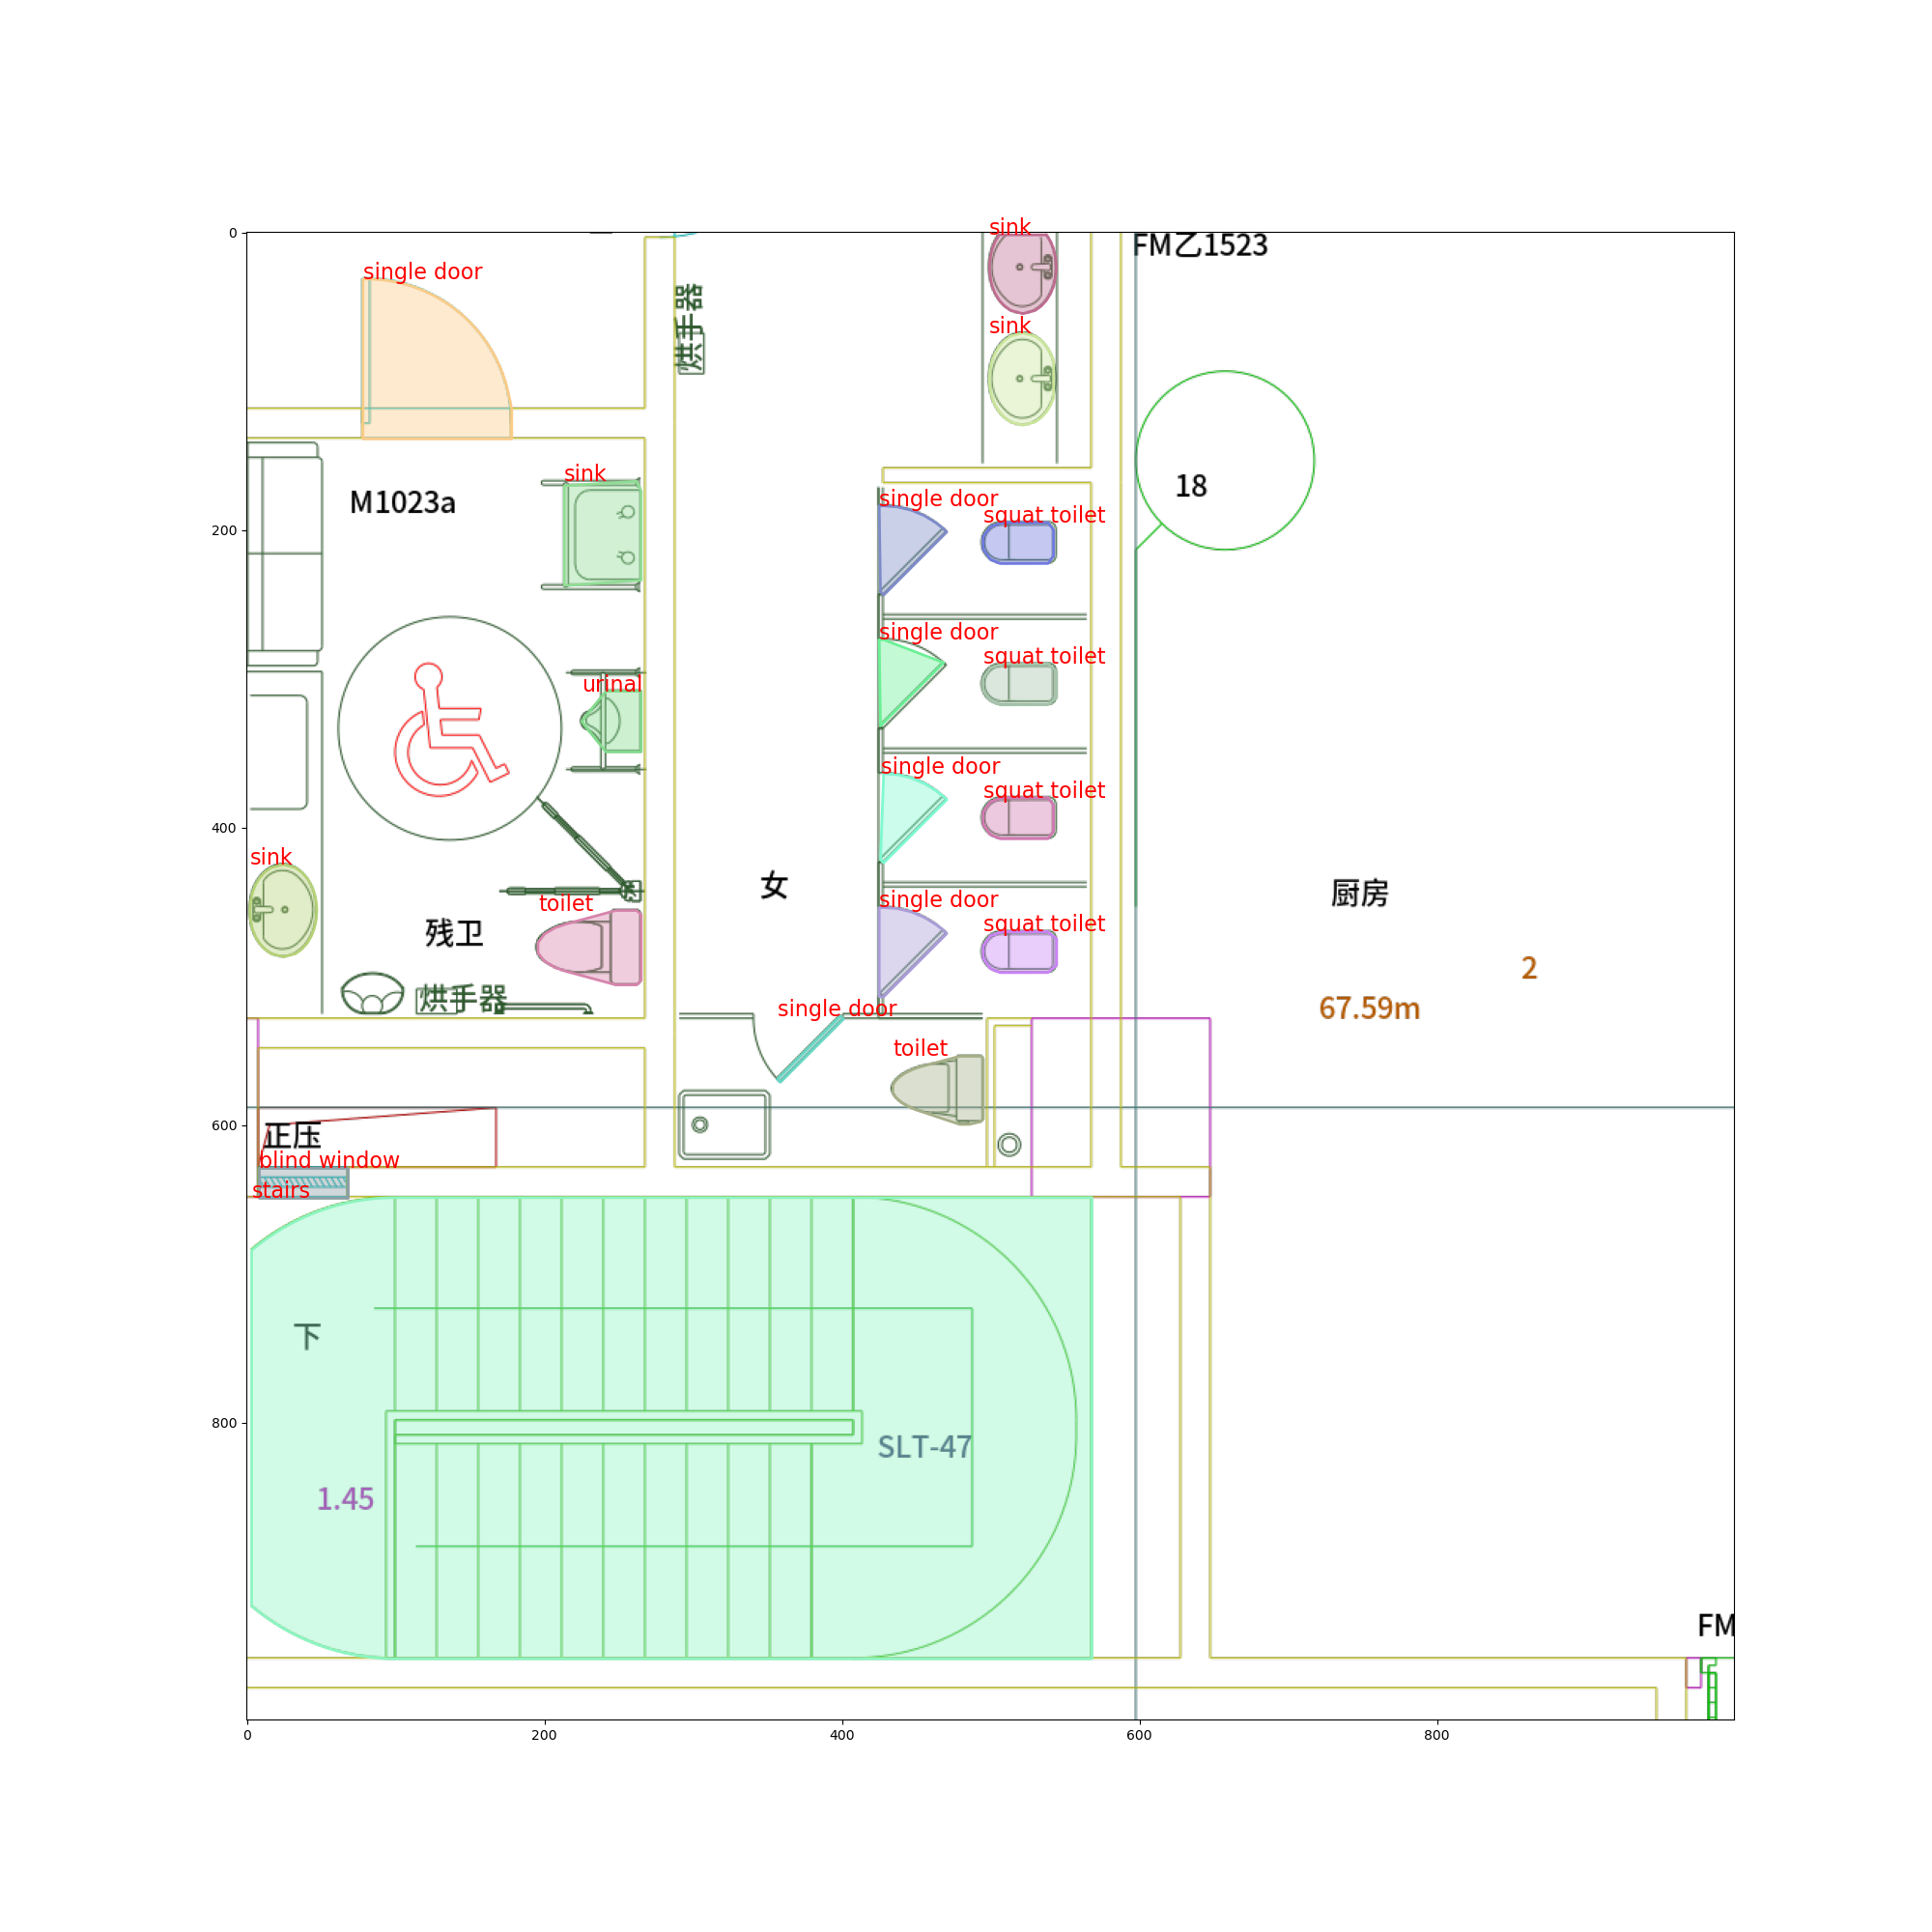 sink
FM乙1523
single door
烘手器
sink
0
sink
M1023a
single door
18
squat toilet
200
single door
urinal
squat toilet
single door
squat toilet
400
sink
女
厨房
single door
toilet
squat toilet
残卫
2
烘手器
single door
67.59m
toilet
600
正压
blind window
stairs
下
800
SLT-47
1.45
FM
0
200
400
600
800